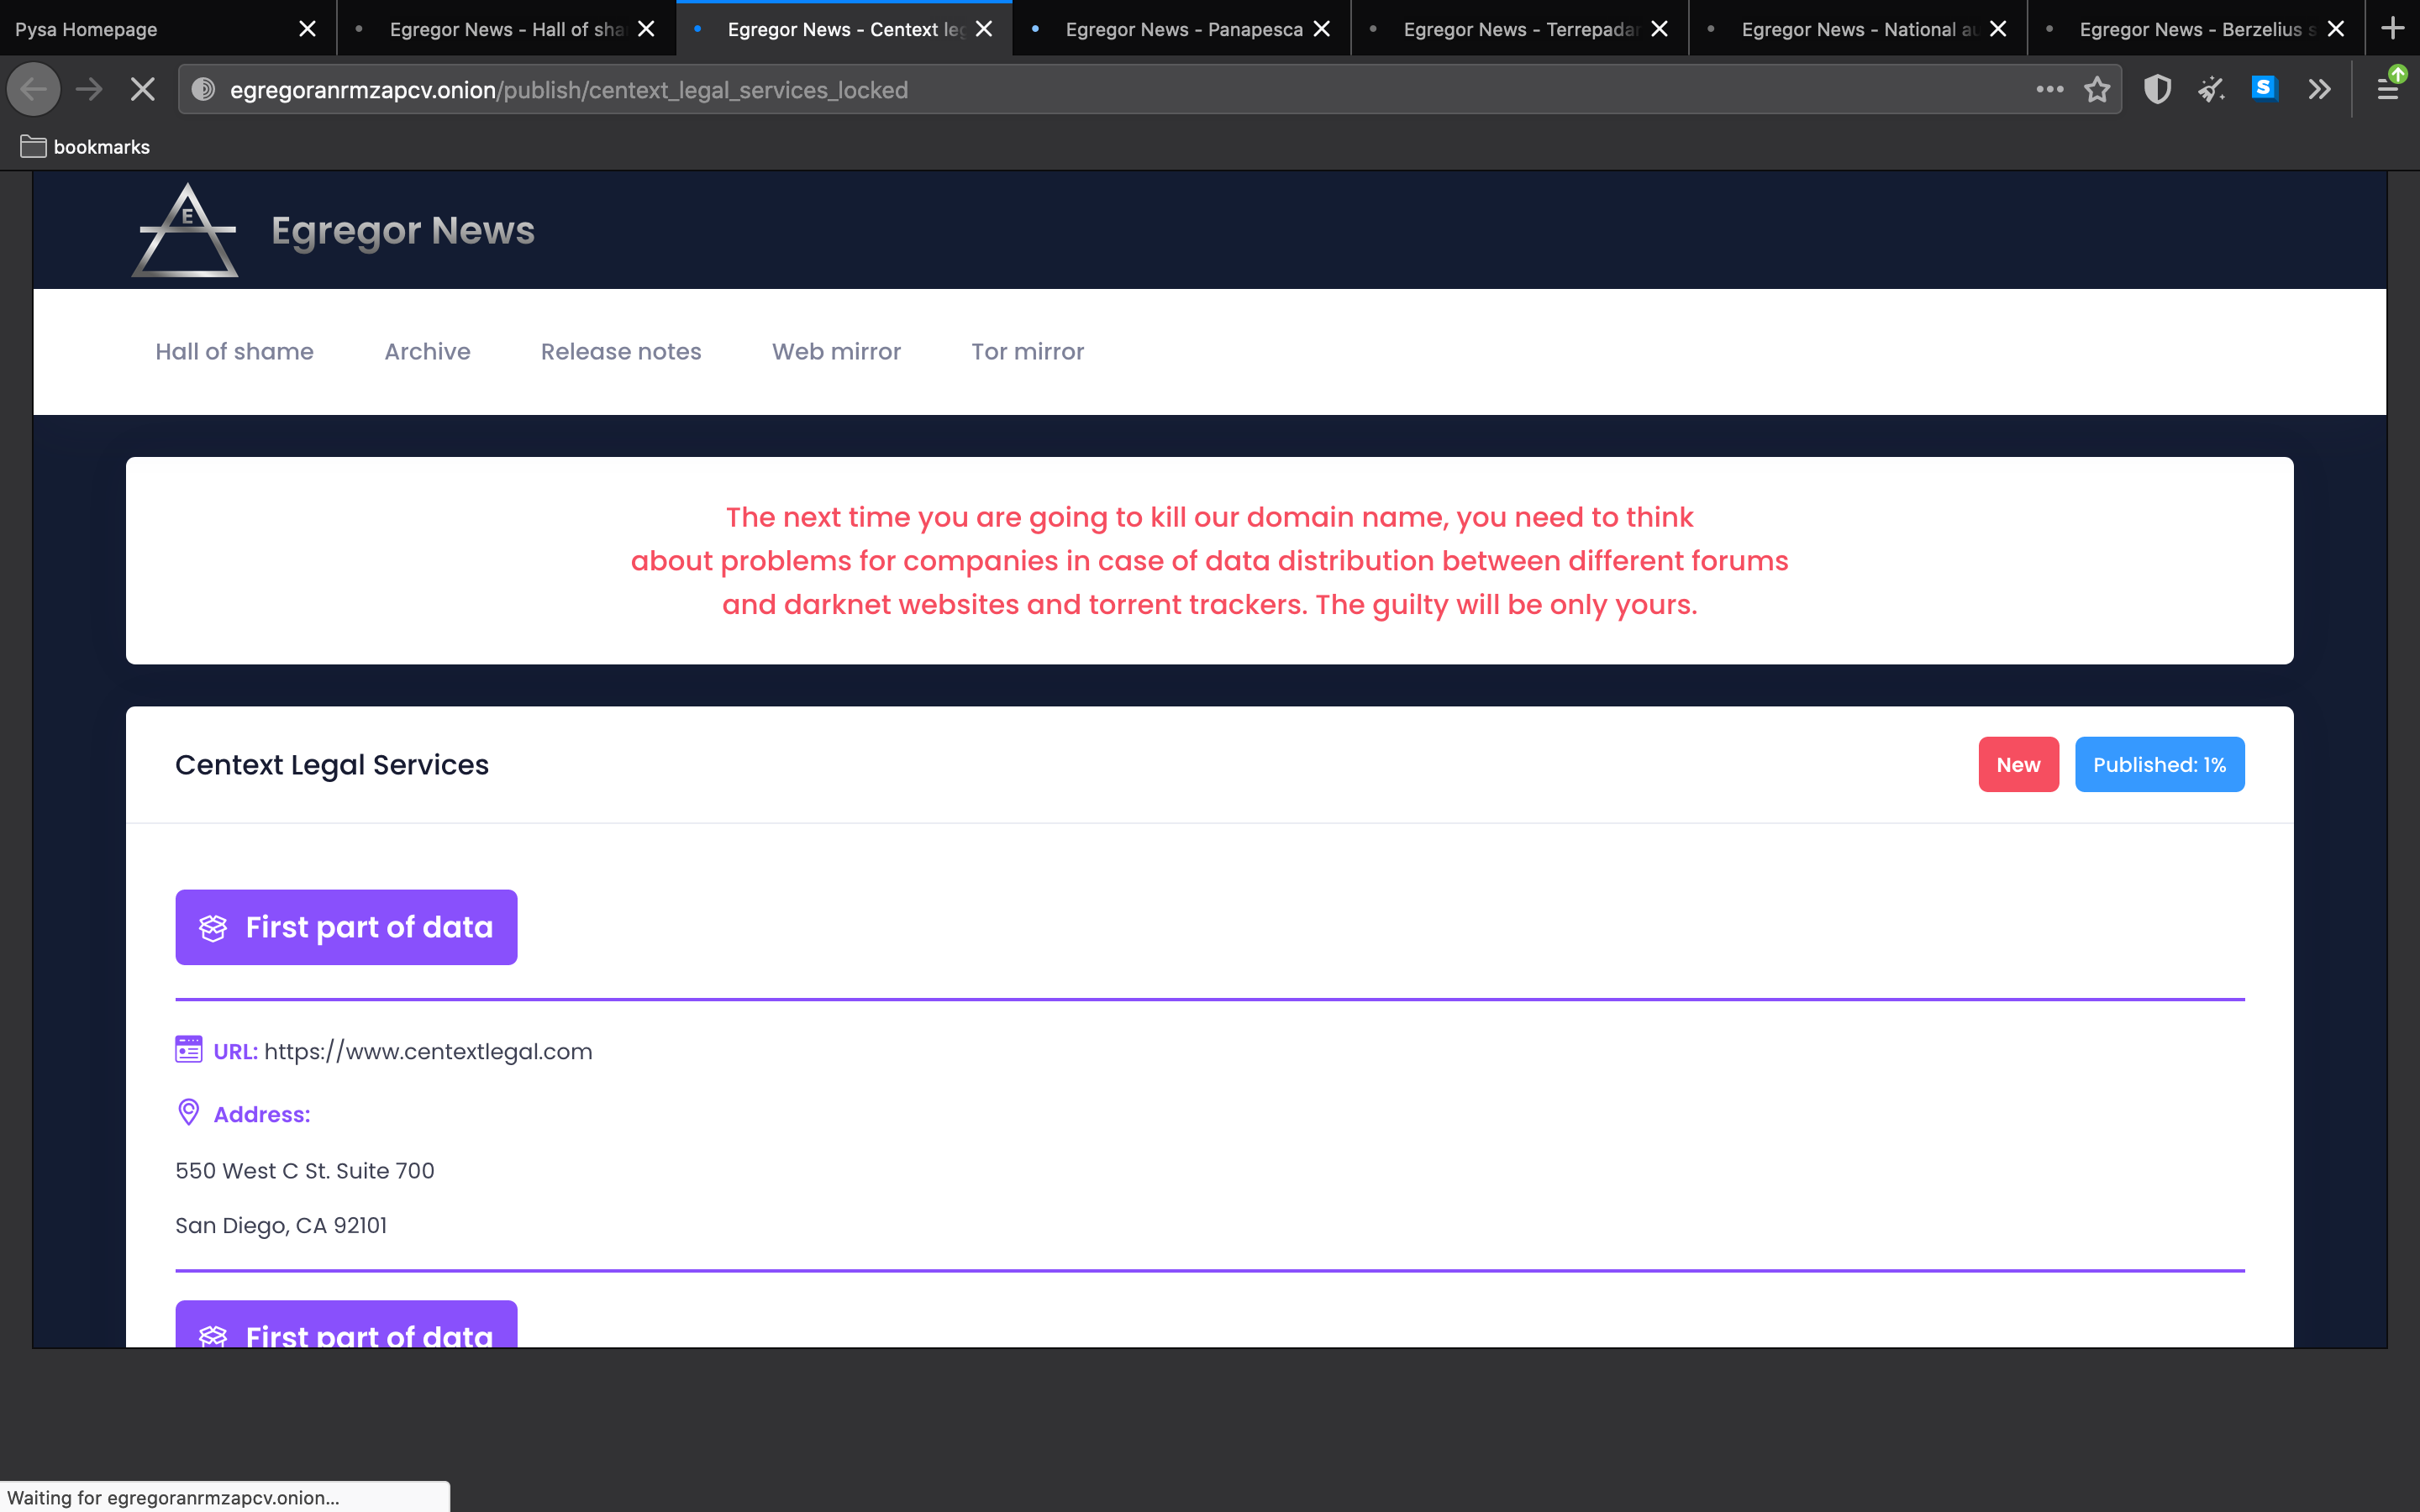 Pysa Homepage
Egregor News - Hall of sha
Egregor News - Centext leg
Egregor News - Panapesca
Egregor News - Terrepadar
Egregor News - National au
Egregor News - Berzelius s
egregoranrmzapcv.onion/publish/centext_legal_services_locked
S
bookmarks
E
Egregor News
Hall of shame
Archive
Release notes
Web mirror
Tor mirror
The next time you are going to kill our domain name, you need to think
about problems for companies in case of data distribution between different forums
and darknet websites and torrent trackers. The guilty will be only yours.
Centext Legal Services
New
Published: 1%
First part of data
URL: https://www.centextlegal.com
Address:
550 West C St. Suite 700
San Diego, CA 92101
First part of data
Waiting for egregoranrmzapcv.onion...